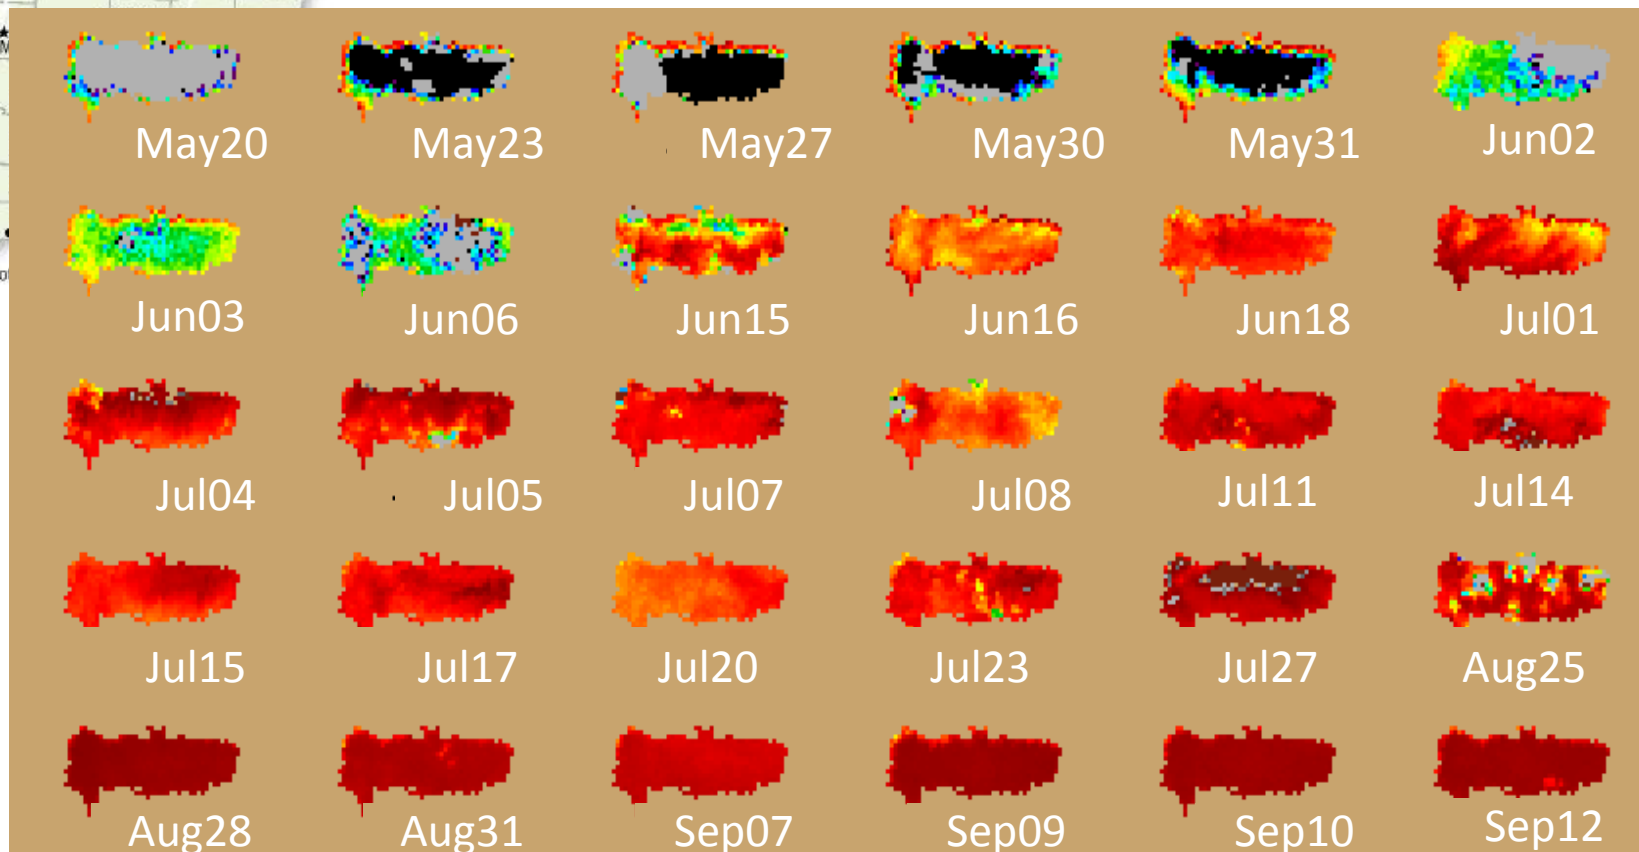 May20 May23 May27 May30 May31 Jun02
Jun03 Jun06 Jun15 Jun16 Jun18 Jul01
Jul04 Jul05 Jul07 Jul08 Jul11 Jul14
Jul15 Jul17 Jul20 Jul23 Jul27 Aug25
Aug28 Aug31 Sep07 Sep09 Sep10 Sep12